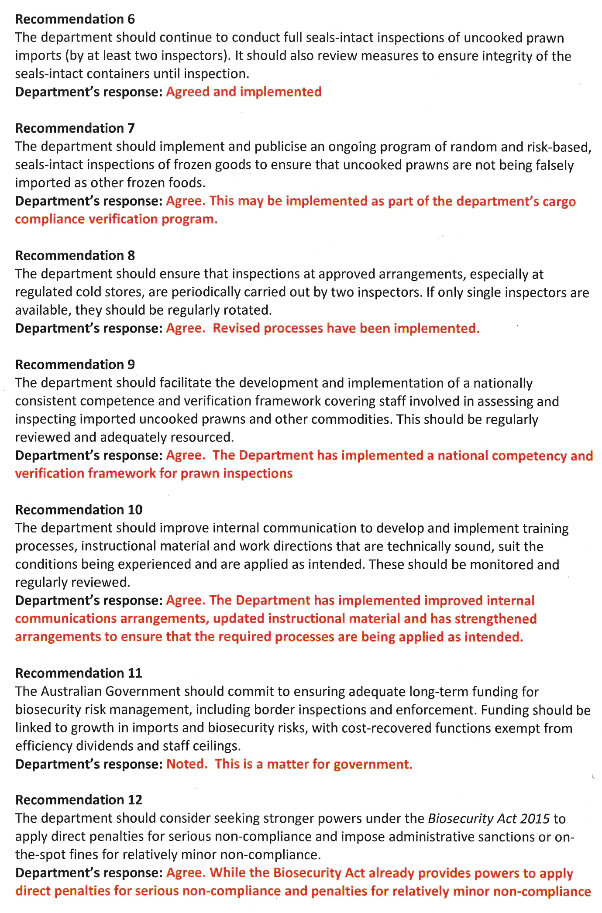 Recommendation 6
The department should continue to conduct full seals-intact inspections of uncooked prawn
imports (by at least two inspectors). It should also review measures to ensure integrity of the
seals-intact containers until inspection.
Department's response: Agreed and implemented
Recommendation 7
The department should implement and publicise an ongoing program of random and risk-based,
seals-intact inspections of frozen goods to ensure that uncooked prawns are not being falsely
imported as other frozen foods.
Department's response: Agree. This may be implemented as part of the department's cargo
compliance verification program.
Recommendation 8
The department should ensure that inspections at approved arrangements, especially at
regulated cold stores, are periodically carried out by two inspectors. If only single inspectors are
available, they should be regularly rotated.
Department's response: Agree. Revised processes have been implemented.
Recommendation 9
The department should facilitate the development and implementation of a nationally
consistent competence and verification framework covering staff involved in assessing and
inspecting imported uncooked prawns and other commodities. This should be regularly
reviewed and adequately resourced.
Department's response: Agree. The Department has implemented a national competency and
verification framework for prawn inspections
Recommendation 10
The department should improve internal communication to develop and implement training
processes, instructional material and work directions that are technically sound, suit the
conditions being experienced and are applied as intended. These should be monitored and
regularly reviewed.
Department's response: Agree. The Department has implemented improved internal
communications arrangements, updated instructional material and has strengthened
arrangements to ensure that the required processes are being applied as intended.
Recommendation 11
The Australian Government should commit to ensuring adequate long-term funding for
biosecurity risk management, including border inspections and enforcement. Funding should be
linked to growth in imports and biosecurity risks, with cost-recovered functions exempt from
efficiency dividends and staff ceilings.
Department's response: Noted. This is a matter for government.
Recommendation 12
The department should consider seeking stronger powers under the Biosecurity Act 2015 to
apply direct penalties for serious non-compliance and impose administrative sanctions or on-
the-spot fines for relatively minor non-compliance.
Department's response: Agree. While the Biosecurity Act already provides powers to apply
direct penalties for serious non-compliance and penalties for relatively minor non-compliance